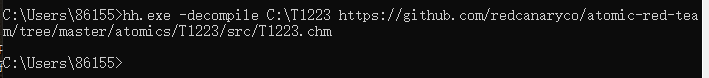 C:\Users\86155>hh.exe -decompile C:\T1223 https://github.com/redcanaryco/atomic-red-tea
m/tree/master/atomics/T1223/src/T1223.chm
C:\Users\86155>